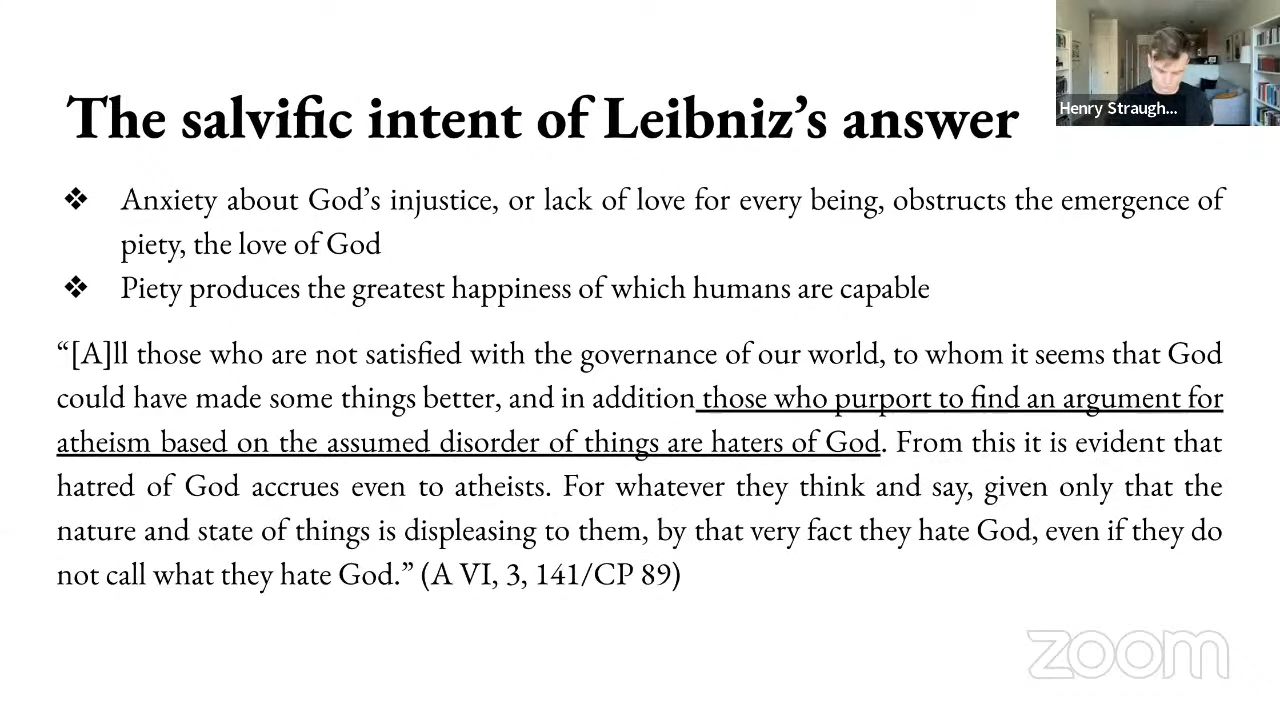 The salvific intent of Leibniz’s answer
Henry Straugh...
❖ Anxiety about God’s injustice, or lack of love for every being, obstructs the emergence of
piety, the love of God
❖ Piety produces the greatest happiness of which humans are capable
“[A]ll those who are not satisfied with the governance of our world, to whom it seems that God
could have made some things better, and in addition those who purport to find an argument for
atheism based on the assumed disorder of things are haters of God. From this it is evident that
hatred of God accrues even to atheists. For whatever they think and say, given only that the
nature and state of things is displeasing to them, by that very fact they hate God, even if they do
not call what they hate God.” (A VI, 3, 141/CP 89)
zoom